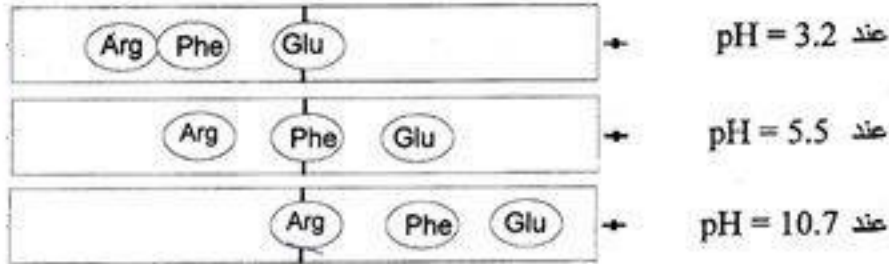 Arg Phe Glu عند pH = 3.2
Arg Phe Glu عند pH = 5.5
Arg Phe Glu عند pH = 10.7